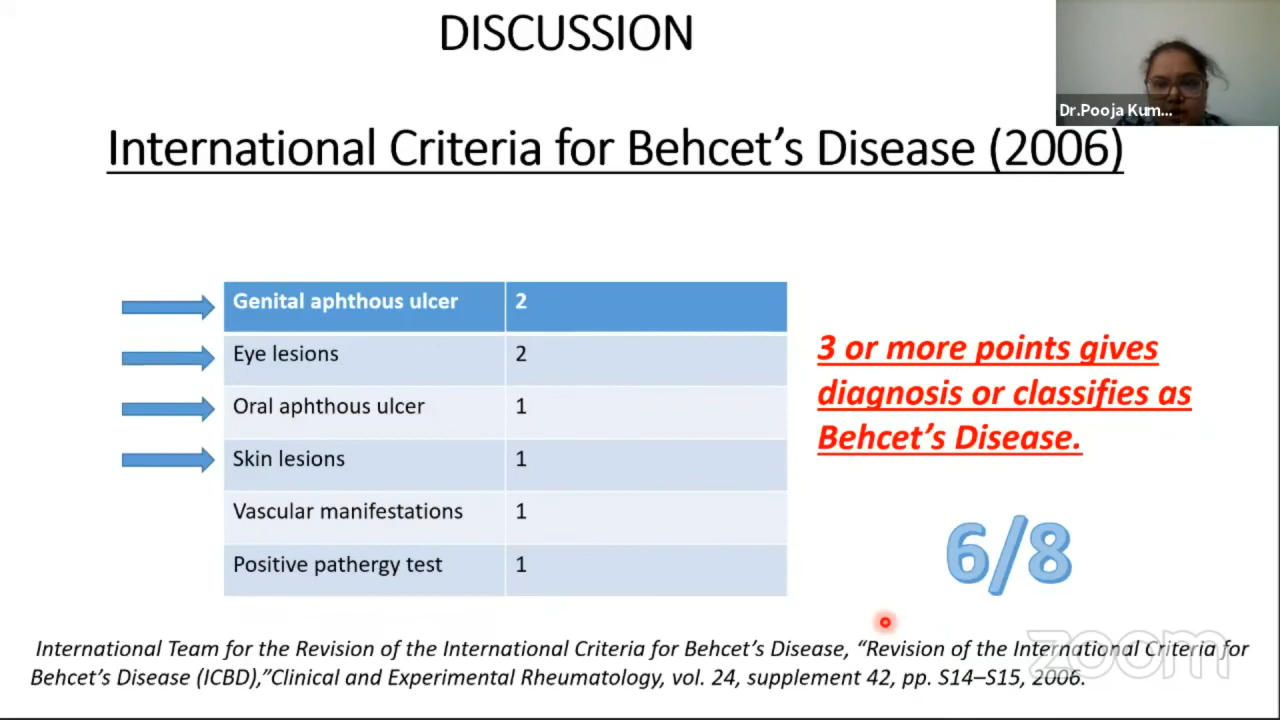 DISCUSSION
Dr.Pooja Kum...
International Criteria for Behcet's Disease (2006)
Genital aphthous ulcer 2
Eye lesions 2
Oral aphthous ulcer 1
Skin lesions 1
Vascular manifestations 1
Positive pathergy test 1
3 or more points gives
diagnosis or classifies as
Behcet's Disease.
6/8
International Team for the Revision of the International Criteria for Behcet's Disease, “Revision of the International Criteria for
Behcet's Disease (ICBD),”Clinical and Experimental Rheumatology, vol. 24, supplement 42, pp. S14–S15, 2006.
zoom